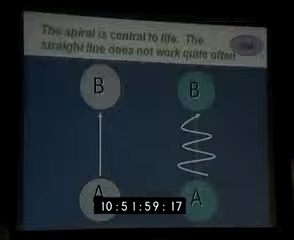 The spiral is central to life. The
straight line does not work quite often
B
B
A
A
10:51:59:17